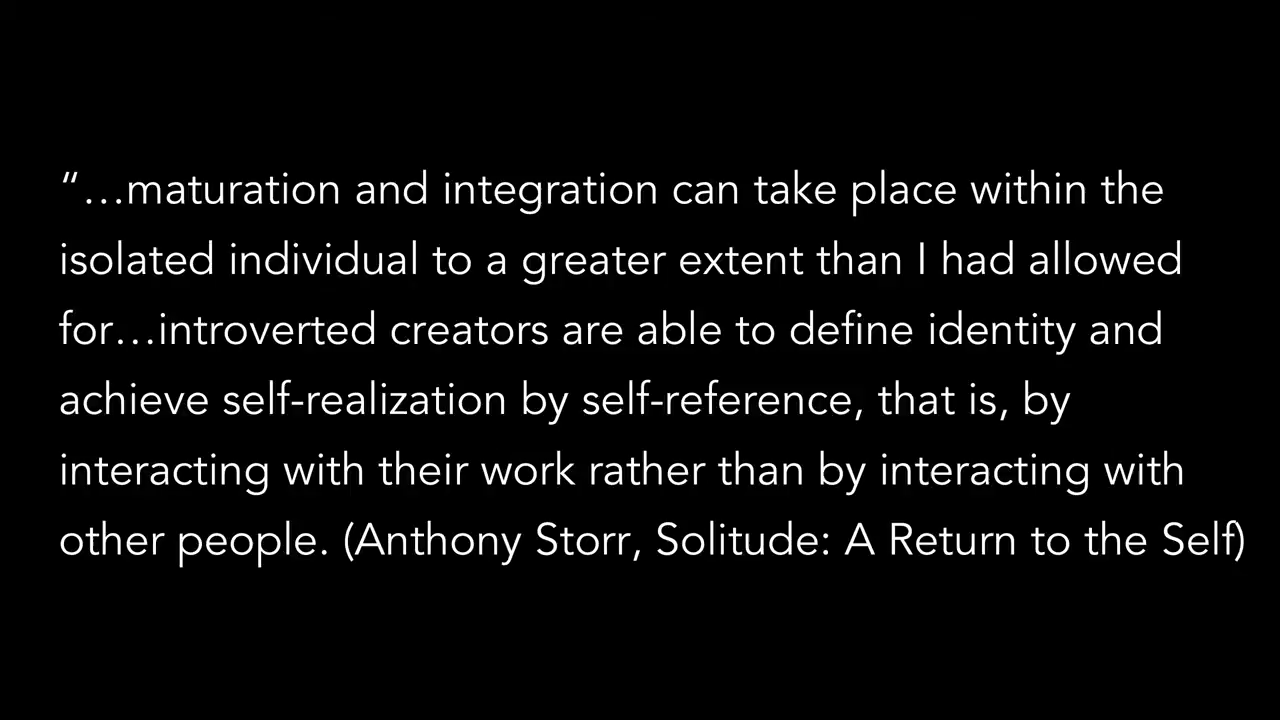 “…maturation and integration can take place within the
isolated individual to a greater extent than I had allowed
for…introverted creators are able to define identity and
achieve self-realization by self-reference, that is, by
interacting with their work rather than by interacting with
other people. (Anthony Storr, Solitude: A Return to the Self)